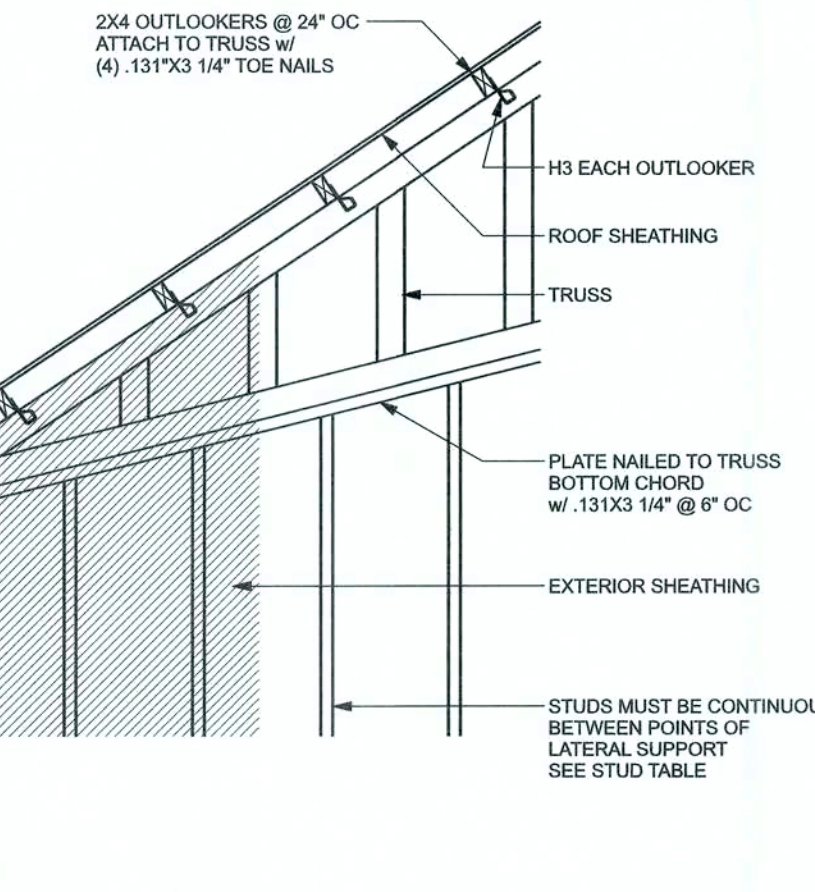 2X4 OUTLOOKERS @ 24" OC
ATTACH TO TRUSS w/
(4) .131"X3 1/4" TOE NAILS
H3 EACH OUTLOOKER
ROOF SHEATHING
TRUSS
PLATE NAILED TO TRUSS
BOTTOM CHORD
w/ .131X3 1/4" @ 6" OC
EXTERIOR SHEATHING
STUDS MUST BE CONTINUOU
BETWEEN POINTS OF
LATERAL SUPPORT
SEE STUD TABLE